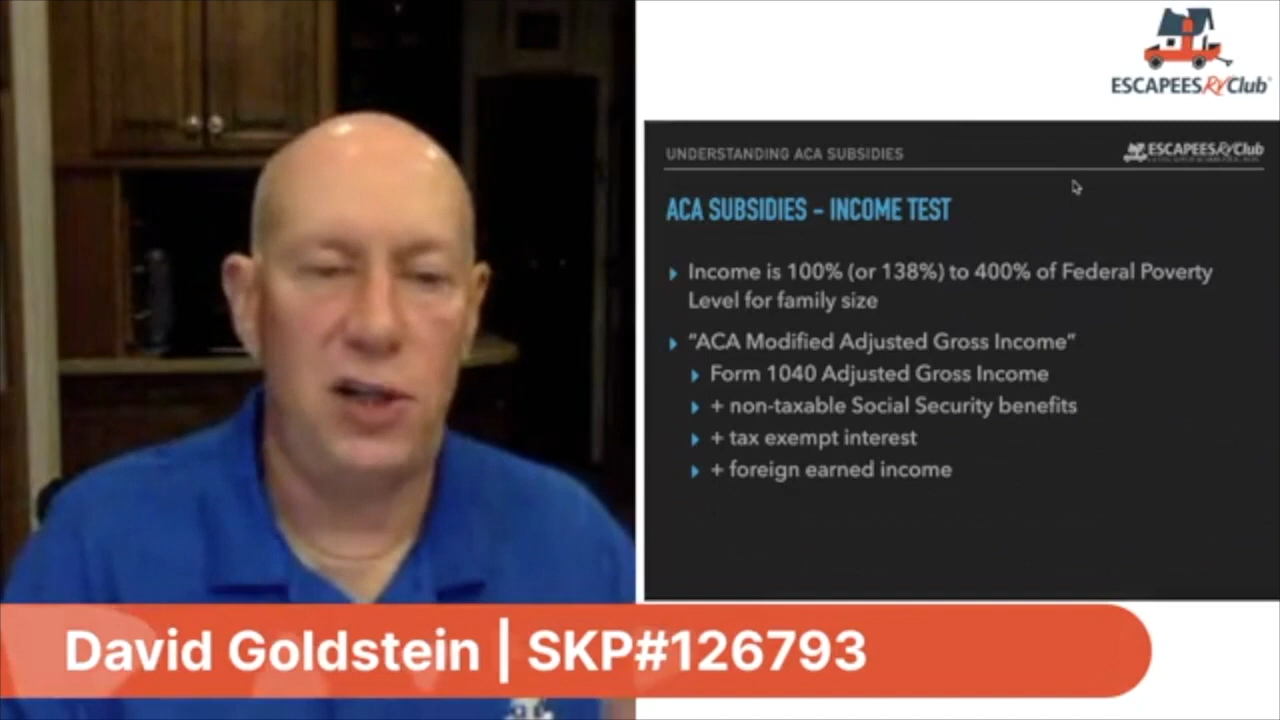 ESCAPEES RV Club
UNDERSTANDING ACA SUBSIDIES
ESCAPEES RV Club
ACA SUBSIDIES – INCOME TEST
Income is 100% (or 138%) to 400% of Federal Poverty
Level for family size
“ACA Modified Adjusted Gross Income”
Form 1040 Adjusted Gross Income
+ non-taxable Social Security benefits
+ tax exempt interest
+ foreign earned income
David Goldstein | SKP#126793